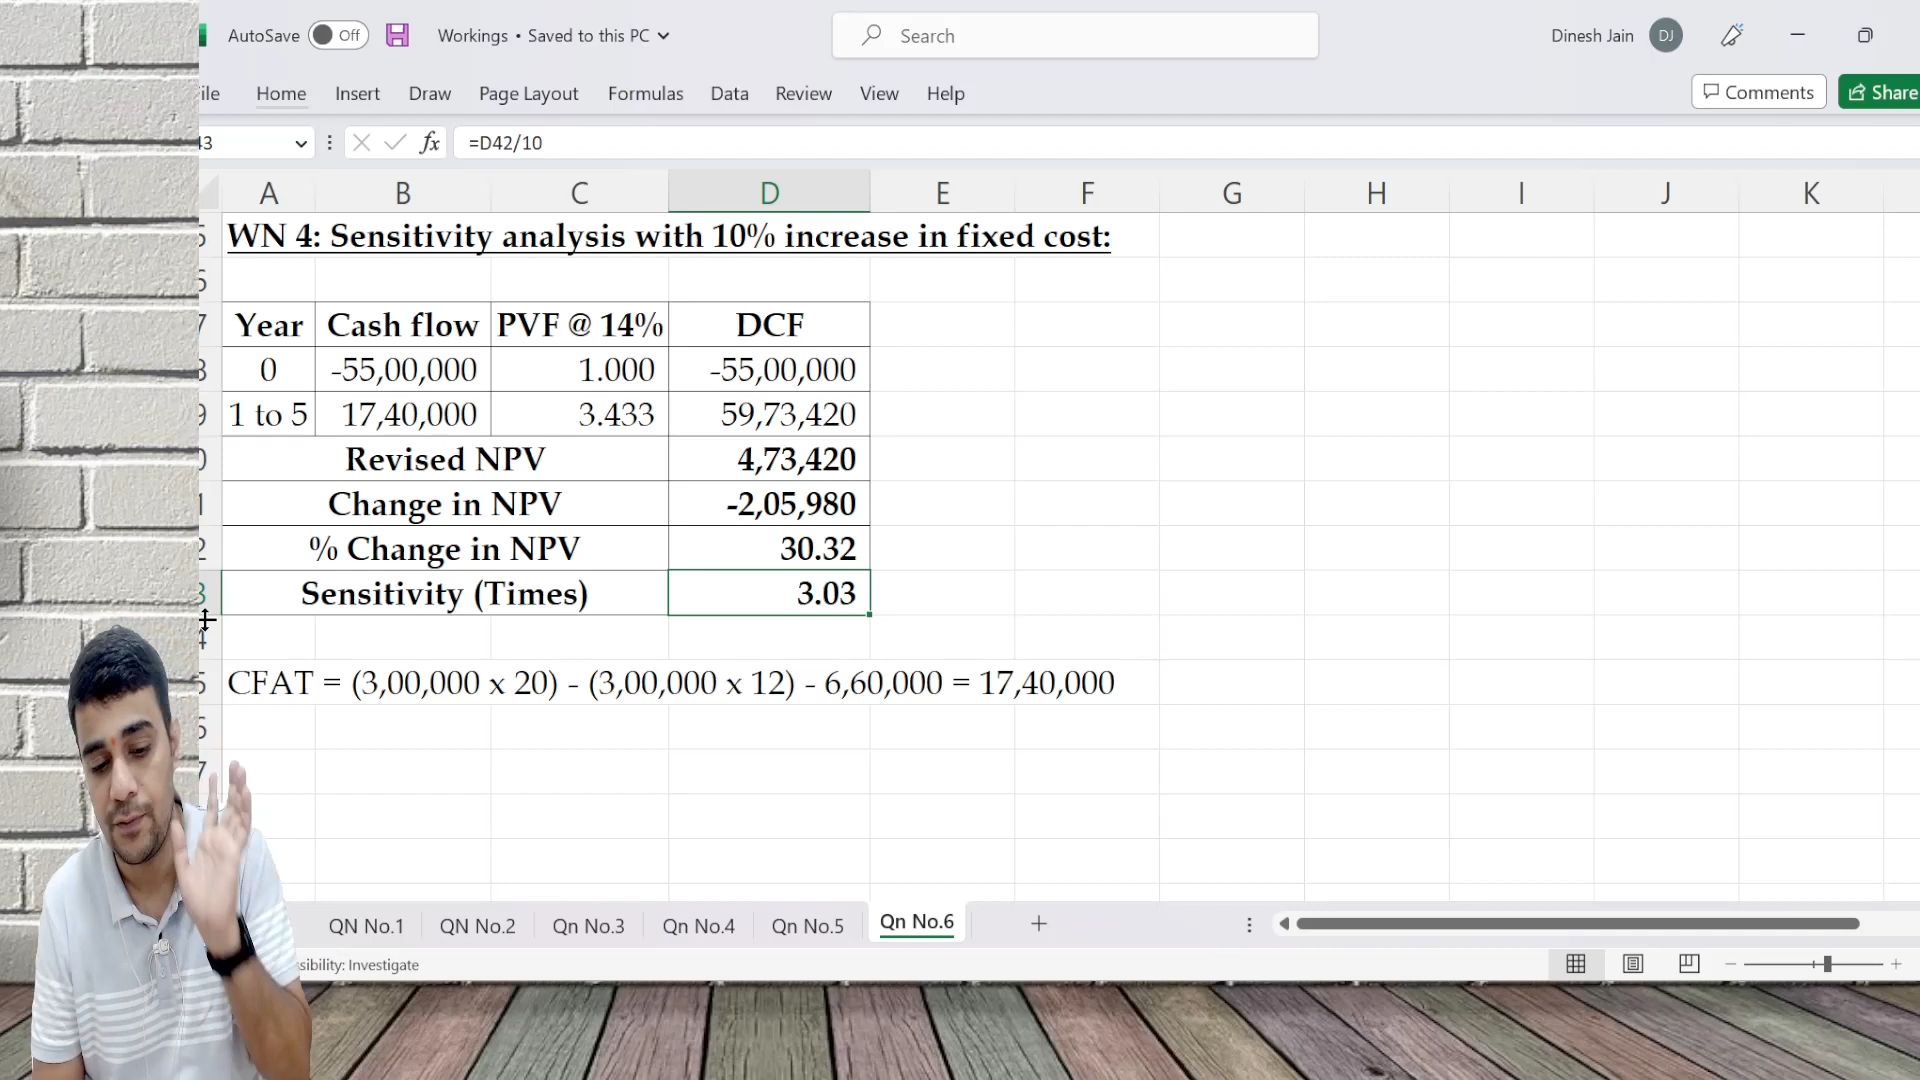 AutoSave Off Workings • Saved to this PC Search Dinesh Jain DJ
ile Home Insert Draw Page Layout Formulas Data Review View Help Comments Share
43 fx =D42/10
A B C D E F G H I J K
WN 4: Sensitivity analysis with 10% increase in fixed cost:
Year Cash flow PVF @ 14% DCF
0 -55,00,000 1.000 -55,00,000
1 to 5 17,40,000 3.433 59,73,420
Revised NPV 4,73,420
Change in NPV -2,05,980
% Change in NPV 30.32
Sensitivity (Times) 3.03
CFAT = (3,00,000 x 20) - (3,00,000 x 12) - 6,60,000 = 17,40,000
QN No.1 QN No.2 Qn No.3 Qn No.4 Qn No.5 Qn No.6
ssibility: Investigate